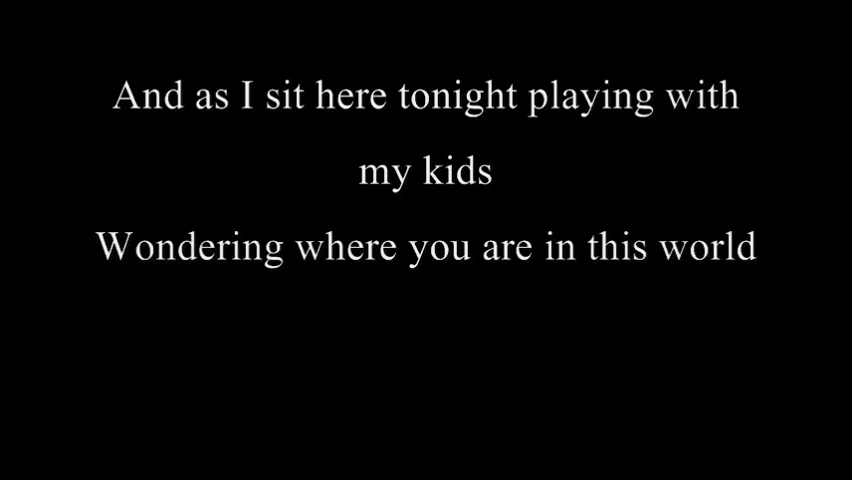 And as I sit here tonight playing with
my kids
Wondering where you are in this world